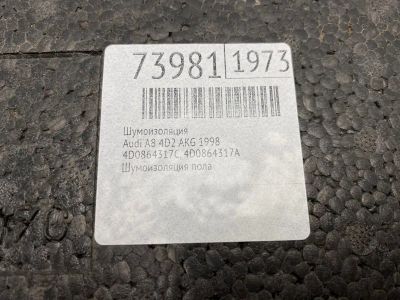 73981 1973
Шумоизоляция
Audi A8 4D2 AKG 1998
4D0864317C, 4D0864317A
Шумоизоляция пола